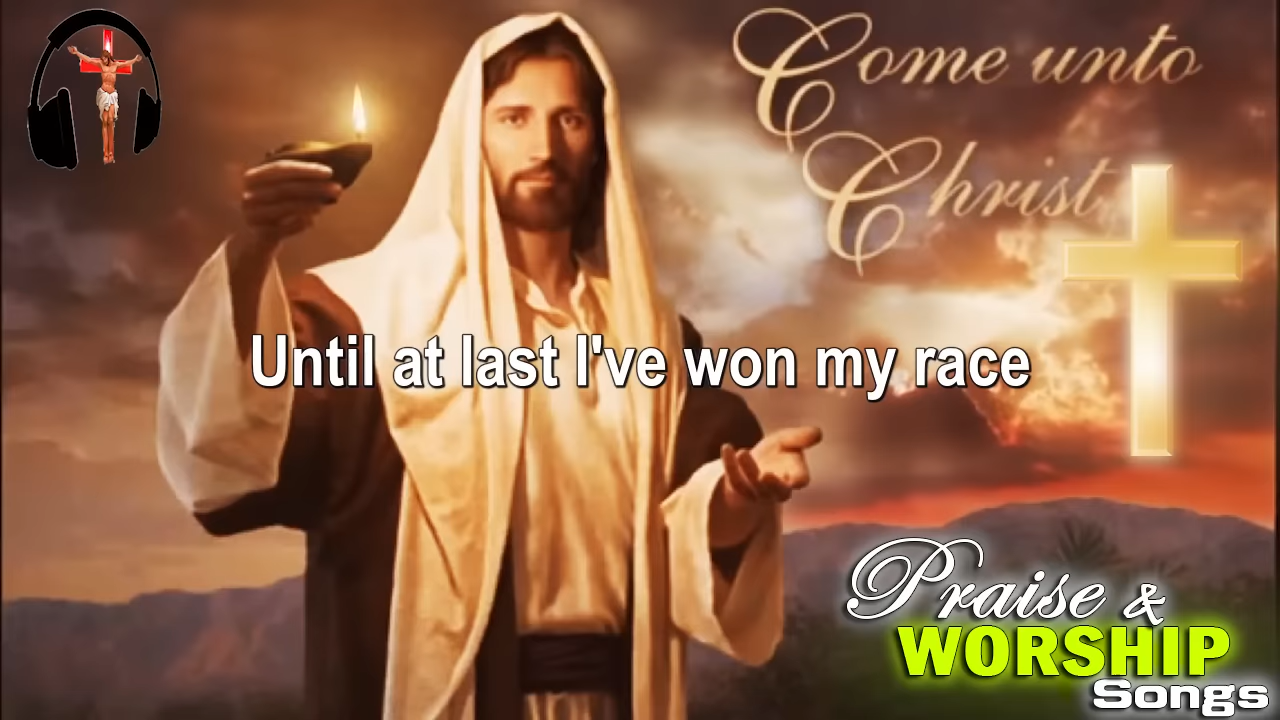 Come unto
Christ
Until at last I've won my race
Praise &
WORSHIP
Songs